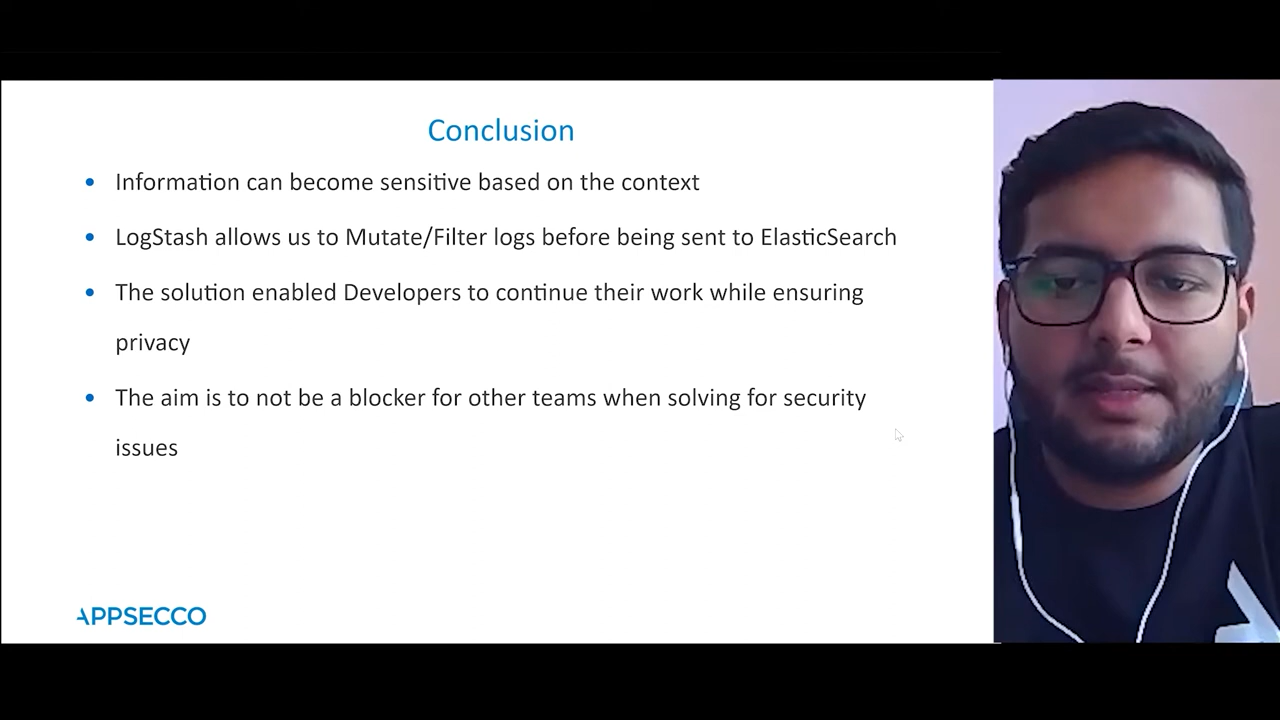 Conclusion
• Information can become sensitive based on the context
• LogStash allows us to Mutate/Filter logs before being sent to ElasticSearch
• The solution enabled Developers to continue their work while ensuring
privacy
• The aim is to not be a blocker for other teams when solving for security
issues
APPSECCO